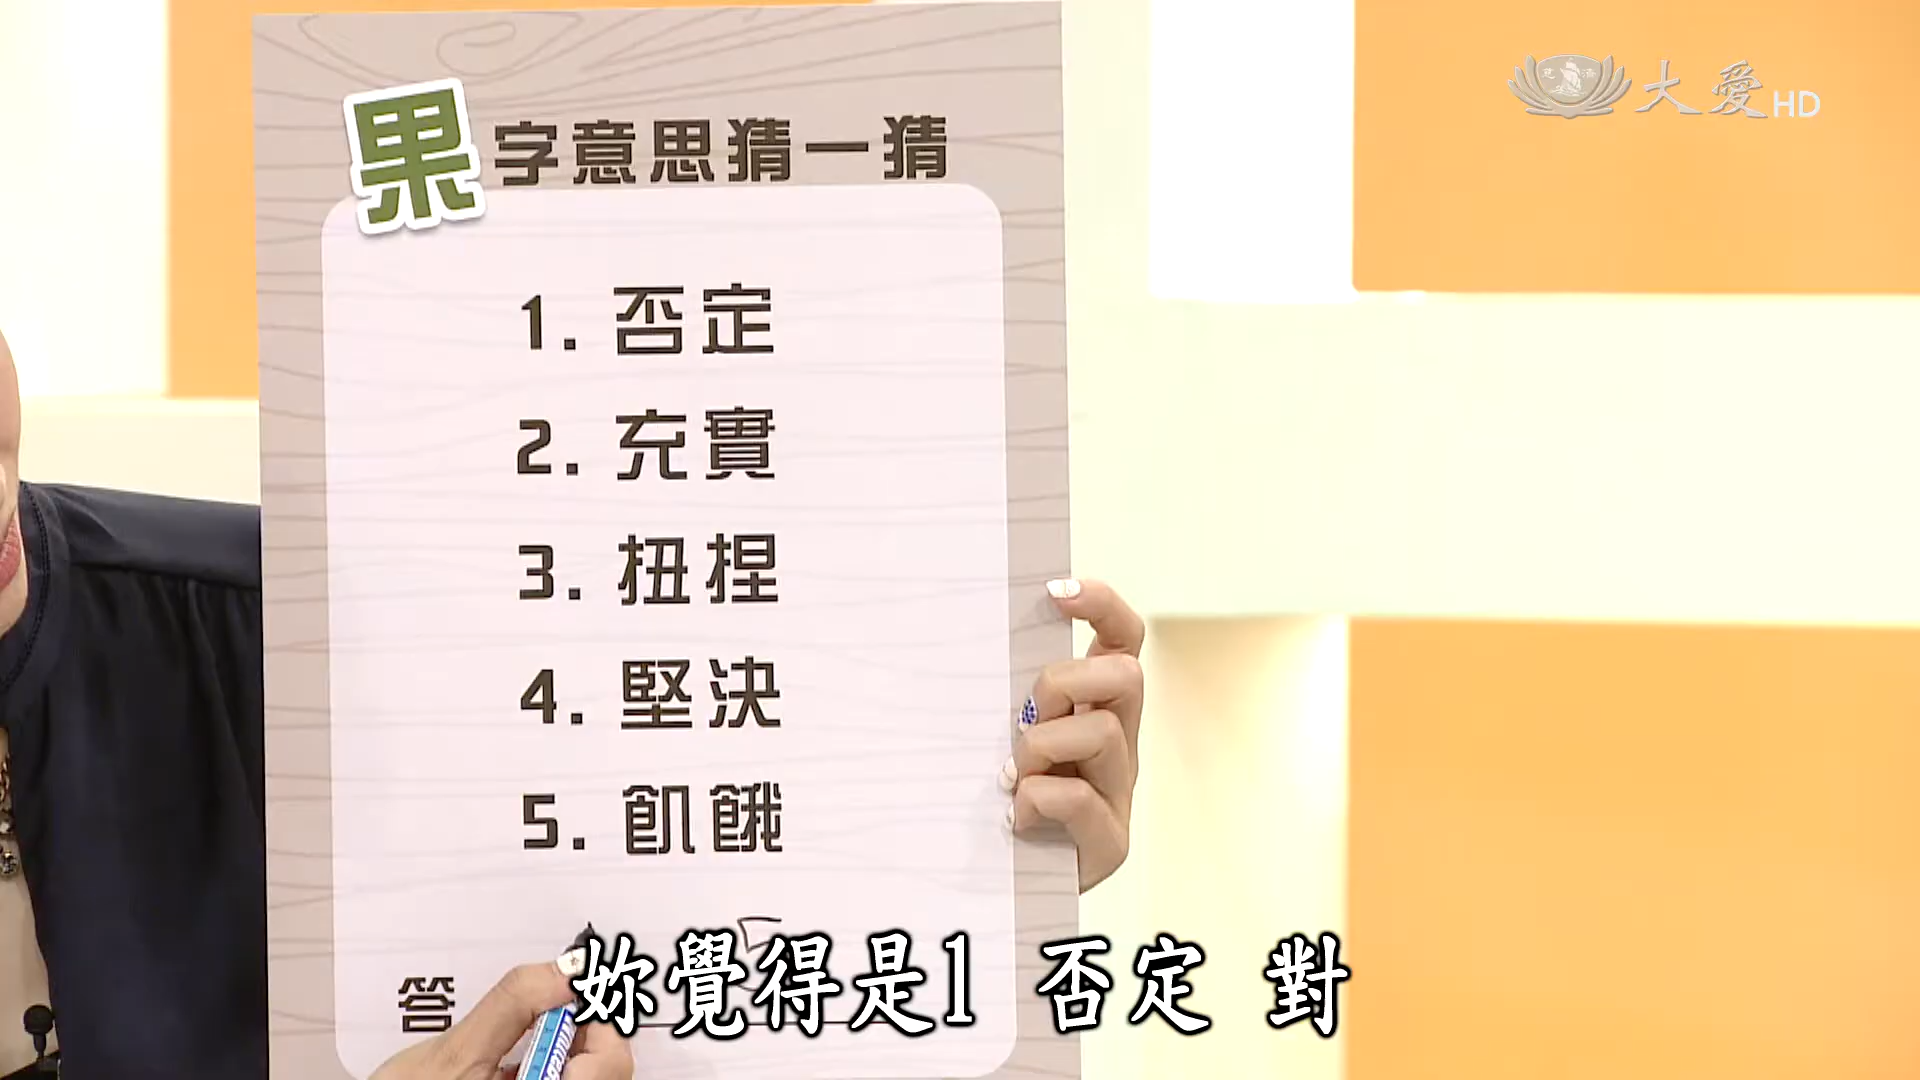 大愛HD
果字意思猜一猜
1. 否定
2. 充實
3. 扭捏
4. 堅決
5. 飢餓
答
妳覺得是1 否定 對